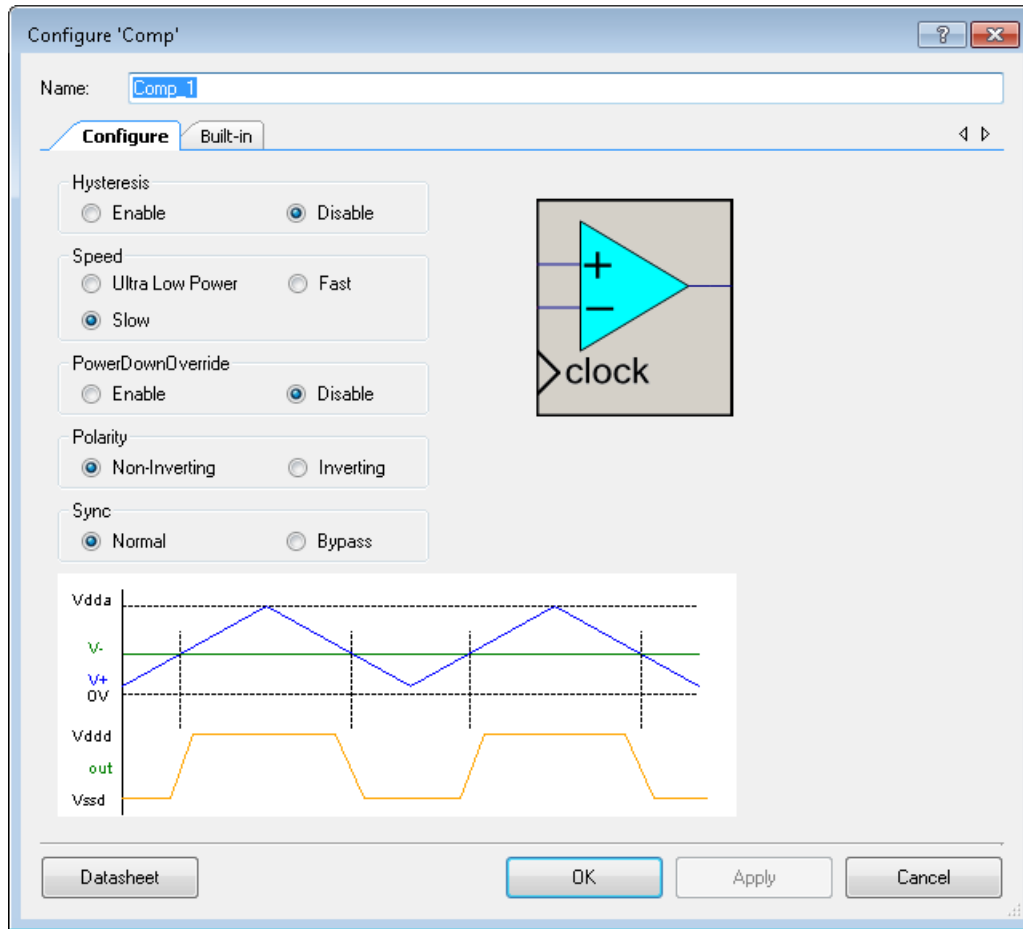 Configure 'Comp'
Name: Comp_1
Configure Built-in
Hysteresis
Enable Disable
Speed
Ultra Low Power Fast
Slow
PowerDownOverride
Enable Disable
Polarity
Non-Inverting Inverting
Sync
Normal Bypass
+
−
clock
Vdda
V-
V+
0V
Vddd
out
Vssd
Datasheet OK Apply Cancel